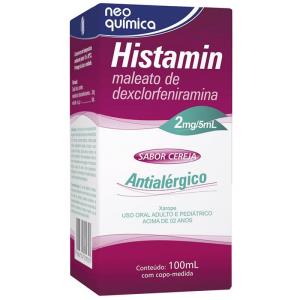 neo
química
Histamin
maleato de
dexclorfeniramina
2mg/5mL
SABOR CEREJA
Antialérgico
Xarope
USO ORAL ADULTO E PEDIÁTRICO
ACIMA DE 02 ANOS
Conteúdo: 100mL
com copo-medida